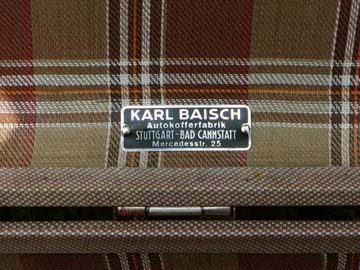 KARL BAISCH
Autokofferfabrik
STUTTGART-BAD CANNSTATT
Mercedesstr. 25